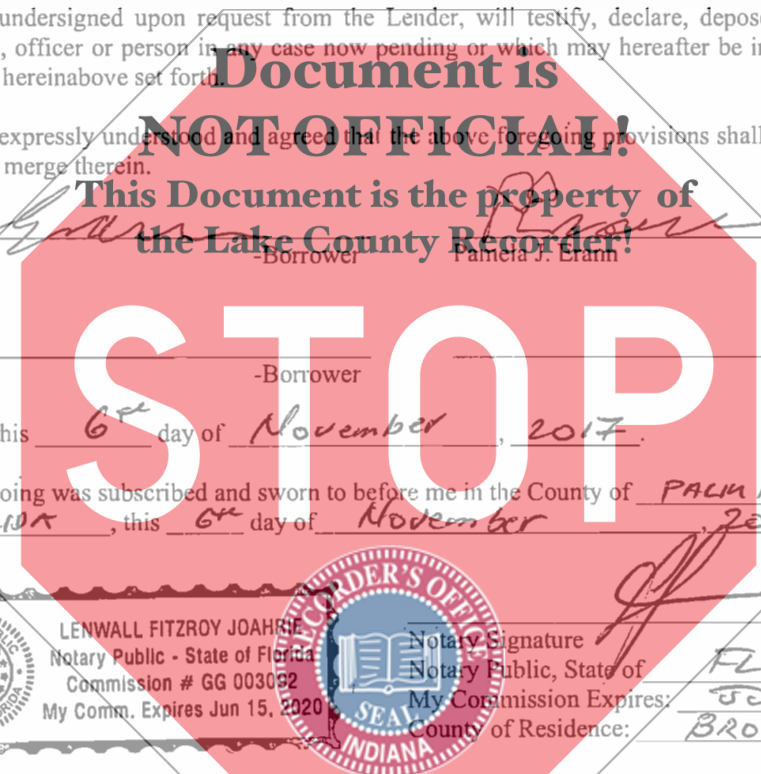 undersigned upon request from the Lender, will testify, declare, depose
, officer or person in any case now pending or which may hereafter be in
hereinabove set forth.
Document is
NOT OFFICIAL!
expressly understood and agreed that the above foregoing provisions shall
merge therein.
This Document is the property of
the Lake County Recorder!
-Borrower
Pamela J. Erann
STOP
-Borrower
his 6th day of November, 2017.
oing was subscribed and sworn to before me in the County of PALM
IDA, this 6th day of November, 20
LENWALL FITZROY JOAHRIE
Notary Public - State of Florida
Commission # GG 003092
My Comm. Expires Jun 15, 2020
RECORDER'S OFFICE
SEAL
INDIANA
Notary Signature
Notary Public, State of FL
My Commission Expires:
County of Residence: BRO